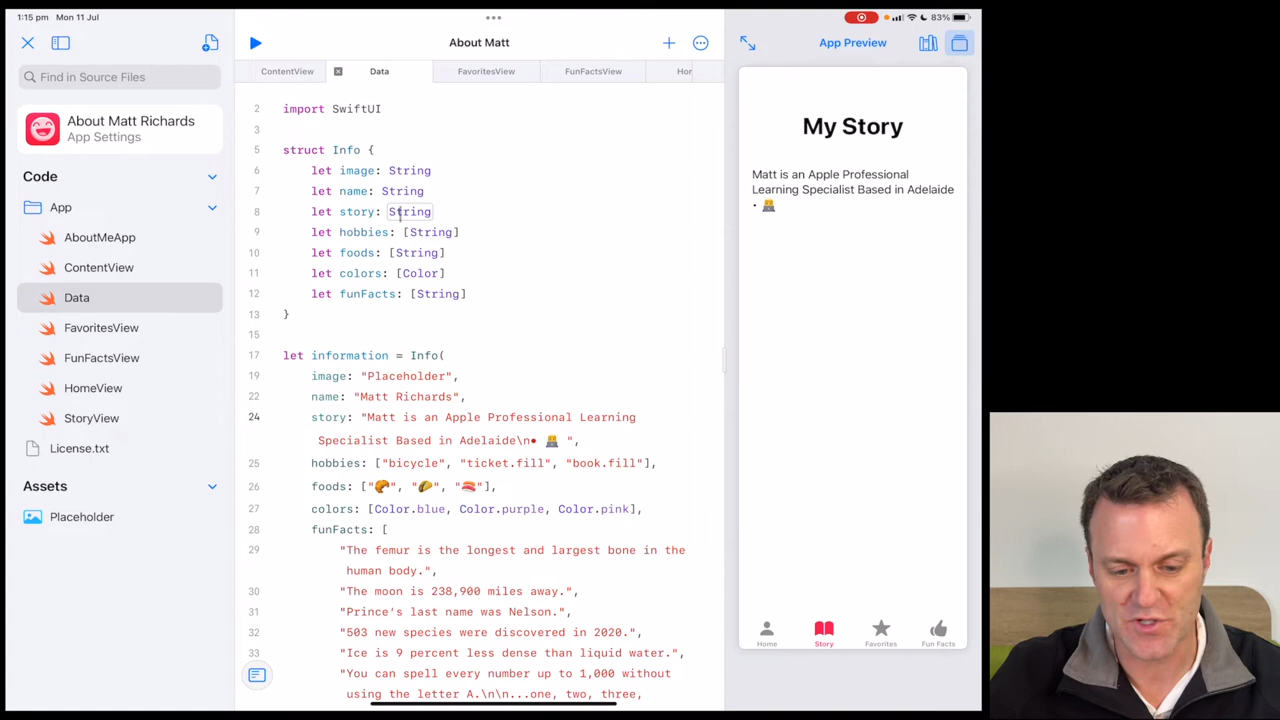 1:15 pm Mon 11 Jul
83%
About Matt
App Preview
Find in Source Files
ContentView
Data
FavoritesView
FunFactsView
Hor
About Matt Richards
App Settings
Code
App
AboutMeApp
ContentView
Data
FavoritesView
FunFactsView
HomeView
StoryView
License.txt
Assets
Placeholder
2 import SwiftUI
3
5 struct Info {
6 let image: String
7 let name: String
8 let story: String
9 let hobbies: [String]
10 let foods: [String]
11 let colors: [Color]
12 let funFacts: [String]
13 }
15
17 let information = Info(
19 image: "Placeholder",
22 name: "Matt Richards",
24 story: "Matt is an Apple Professional Learning
Specialist Based in Adelaide\n• 👨‍💻 ",
25 hobbies: ["bicycle", "ticket.fill", "book.fill"],
26 foods: ["🥐", "🌮", "🍣"],
27 colors: [Color.blue, Color.purple, Color.pink],
28 funFacts: [
29 "The femur is the longest and largest bone in the
human body.",
30 "The moon is 238,900 miles away.",
31 "Prince's last name was Nelson.",
32 "503 new species were discovered in 2020.",
33 "Ice is 9 percent less dense than liquid water.",
"You can spell every number up to 1,000 without
using the letter A.\n\n...one, two, three,
My Story
Matt is an Apple Professional
Learning Specialist Based in Adelaide
• 👨‍💻
Home
Story
Favorites
Fun Facts